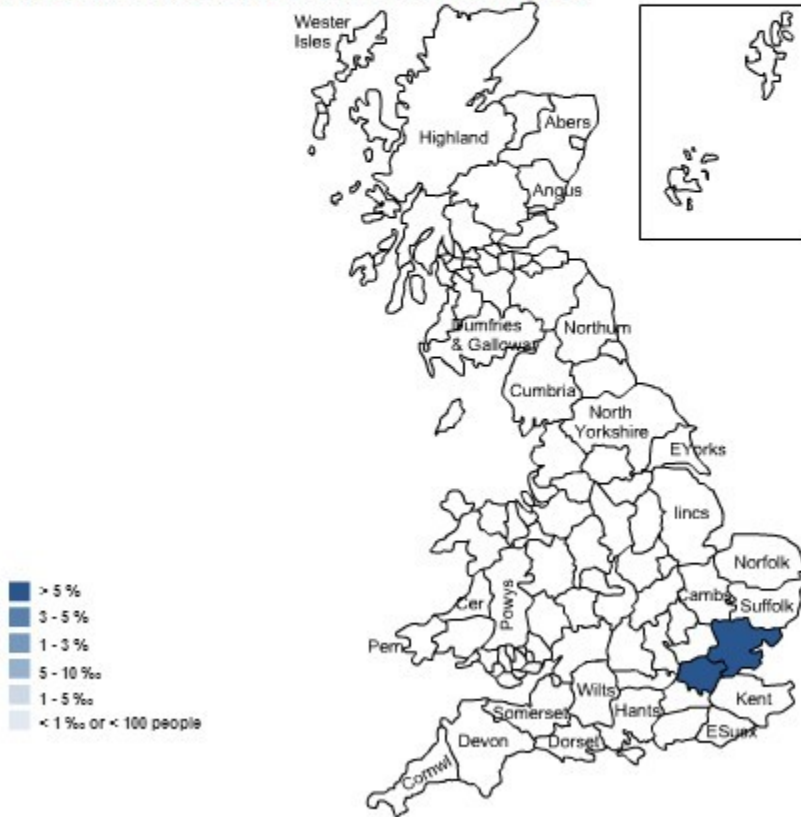 Wester
Isles
Highland
Abers
Angus
Dumfries
& Galloway
Northum
Cumbria
North
Yorkshire
EYorks
lincs
Norfolk
Cambs
Suffolk
Cer
Powys
Pem
Wilts
Kent
Somerset
Hants
ESusx
Devon
Dorset
Cornwl
> 5 %
3 - 5 %
1 - 3 %
5 - 10 ‰
1 - 5 ‰
< 1 ‰ or < 100 people